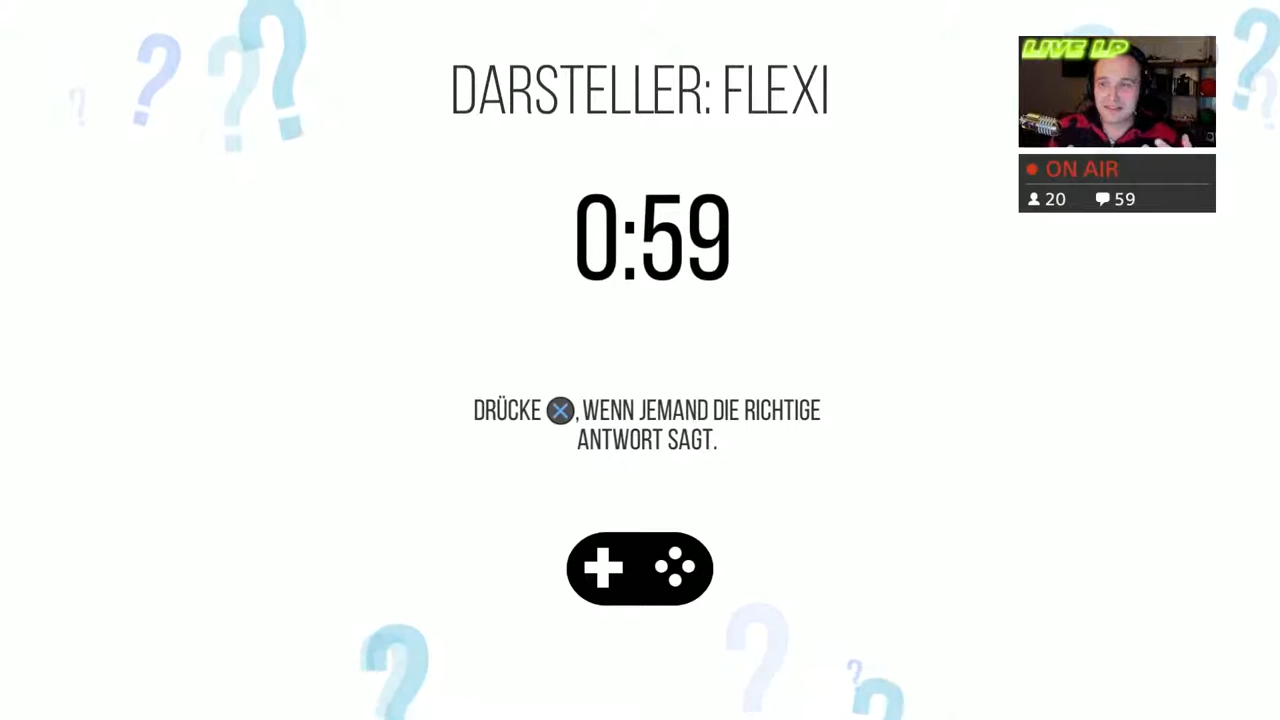 DARSTELLER: FLEXI
LIVE LP
ON AIR
20 59
0:59
DRÜCKE , WENN JEMAND DIE RICHTIGE
ANTWORT SAGT.